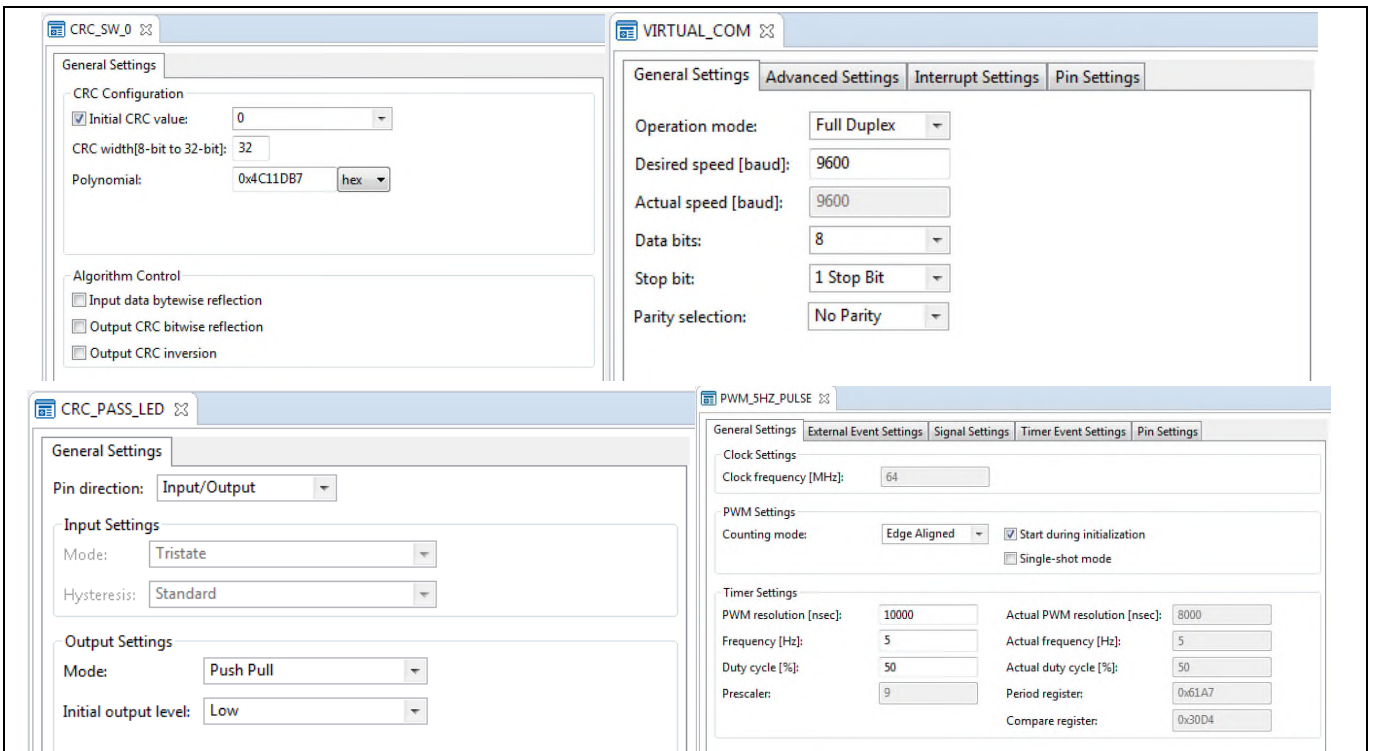 CRC_SW_0
General Settings
CRC Configuration
Initial CRC value: 0
CRC width[8-bit to 32-bit]: 32
Polynomial: 0x4C11DB7 hex
Algorithm Control
Input data bytewise reflection
Output CRC bitwise reflection
Output CRC inversion
VIRTUAL_COM
General Settings Advanced Settings Interrupt Settings Pin Settings
Operation mode: Full Duplex
Desired speed [baud]: 9600
Actual speed [baud]: 9600
Data bits: 8
Stop bit: 1 Stop Bit
Parity selection: No Parity
CRC_PASS_LED
General Settings
Pin direction: Input/Output
Input Settings
Mode: Tristate
Hysteresis: Standard
Output Settings
Mode: Push Pull
Initial output level: Low
PWM_5HZ_PULSE
General Settings External Event Settings Signal Settings Timer Event Settings Pin Settings
Clock Settings
Clock frequency [MHz]: 64
PWM Settings
Counting mode: Edge Aligned Start during initialization
Single-shot mode
Timer Settings
PWM resolution [nsec]: 10000 Actual PWM resolution [nsec]: 8000
Frequency [Hz]: 5 Actual frequency [Hz]: 5
Duty cycle [%]: 50 Actual duty cycle [%]: 50
Prescaler: 9 Period register: 0x61A7
Compare register: 0x30D4